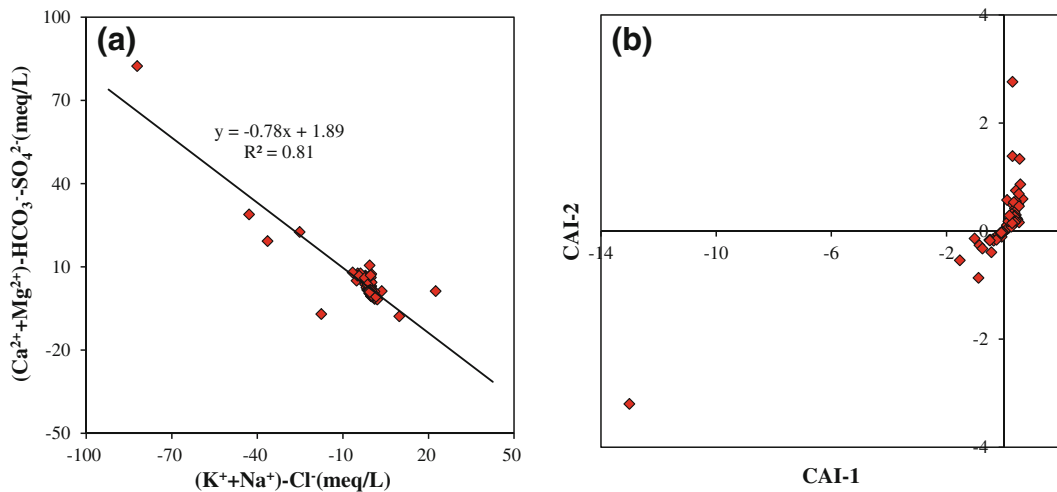 (a)
100
70
40
10
-20
-50
-100
-70
-40
-10
-20
50
y = -0.78x + 1.89
R² = 0.81
(Ca²⁺+Mg²⁺)-HCO₃⁻-SO₄²⁻(meq/L)
(K⁺+Na⁺)-Cl⁻(meq/L)
(b)
4
2
0
-2
-4
-14
-10
-6
-2
CAI-2
CAI-1